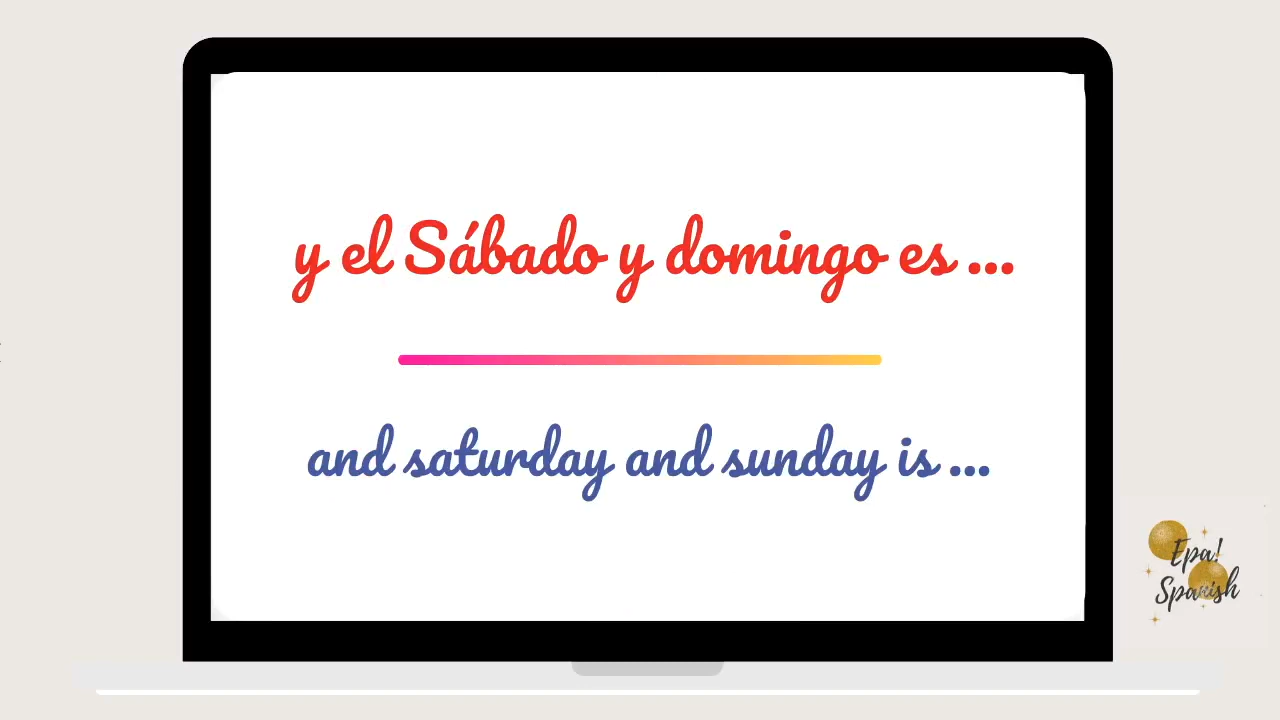 y el Sábado y domingo es ...
and saturday and sunday is ...
Epa!
Spanish